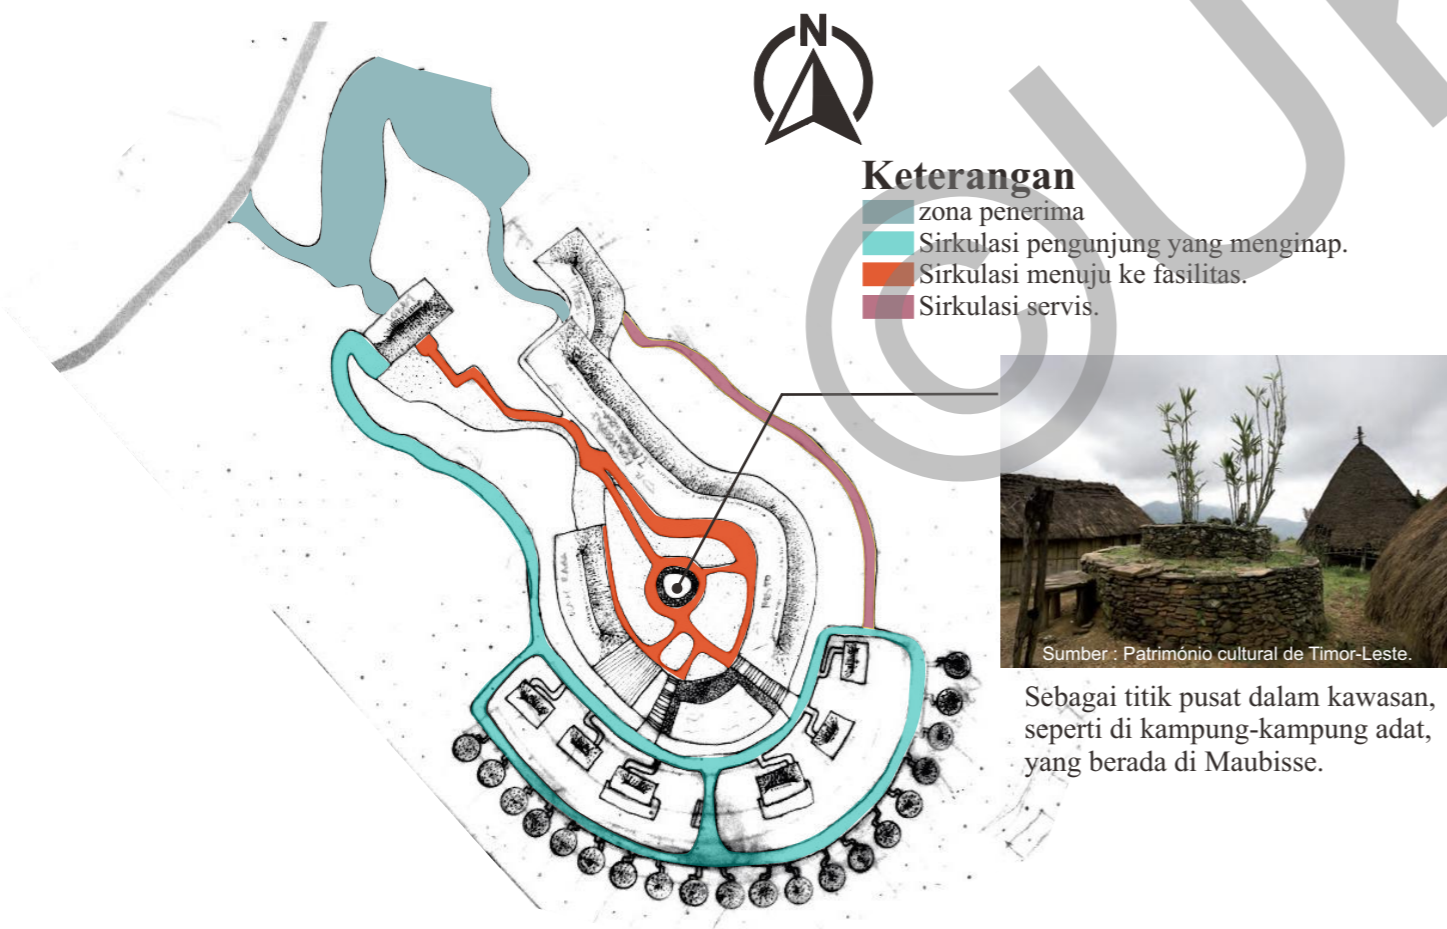 N
Keterangan
zona penerima
Sirkulasi pengunjung yang menginap.
Sirkulasi menuju ke fasilitas.
Sirkulasi servis.
RESTO
Sumber : Património cultural de Timor-Leste.
Sebagai titik pusat dalam kawasan,
seperti di kampung-kampung adat,
yang berada di Maubisse.